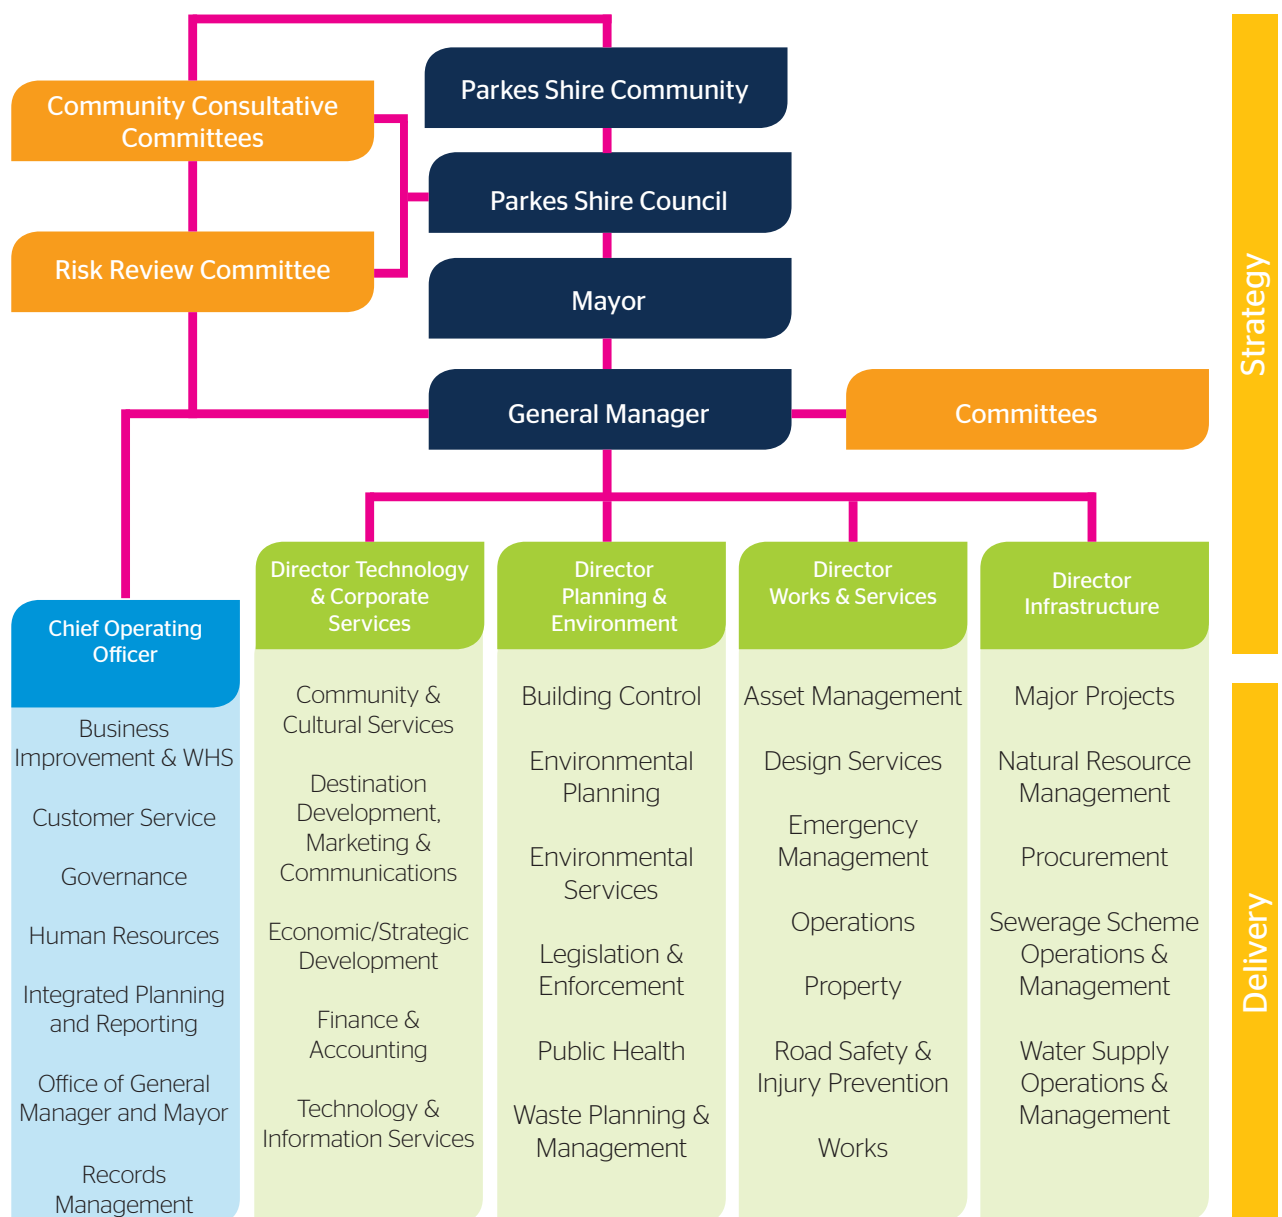 Parkes Shire Community
Community Consultative
Committees
Parkes Shire Council
Risk Review Committee
Mayor
General Manager
Committees
Strategy
Chief Operating
Officer
Business
Improvement & WHS
Customer Service
Governance
Human Resources
Integrated Planning
and Reporting
Office of General
Manager and Mayor
Records
Management
Director Technology
& Corporate
Services
Community &
Cultural Services
Destination
Development,
Marketing &
Communications
Economic/Strategic
Development
Finance &
Accounting
Technology &
Information Services
Director
Planning &
Environment
Building Control
Environmental
Planning
Environmental
Services
Legislation &
Enforcement
Public Health
Waste Planning &
Management
Director
Works & Services
Asset Management
Design Services
Emergency
Management
Operations
Property
Road Safety &
Injury Prevention
Works
Director
Infrastructure
Major Projects
Natural Resource
Management
Procurement
Sewerage Scheme
Operations &
Management
Water Supply
Operations &
Management
Delivery